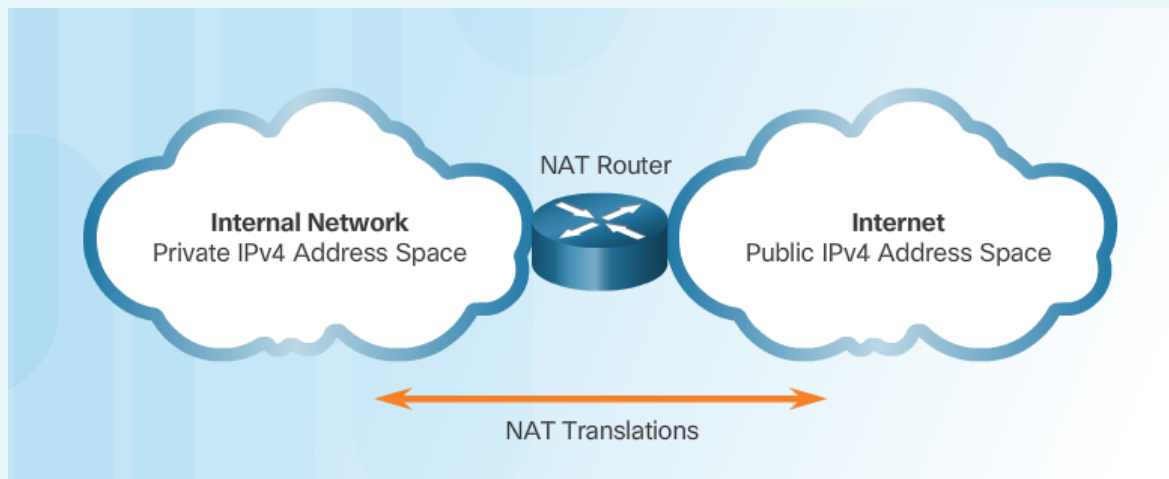 NAT Router
Internal Network
Private IPv4 Address Space
Internet
Public IPv4 Address Space
NAT Translations